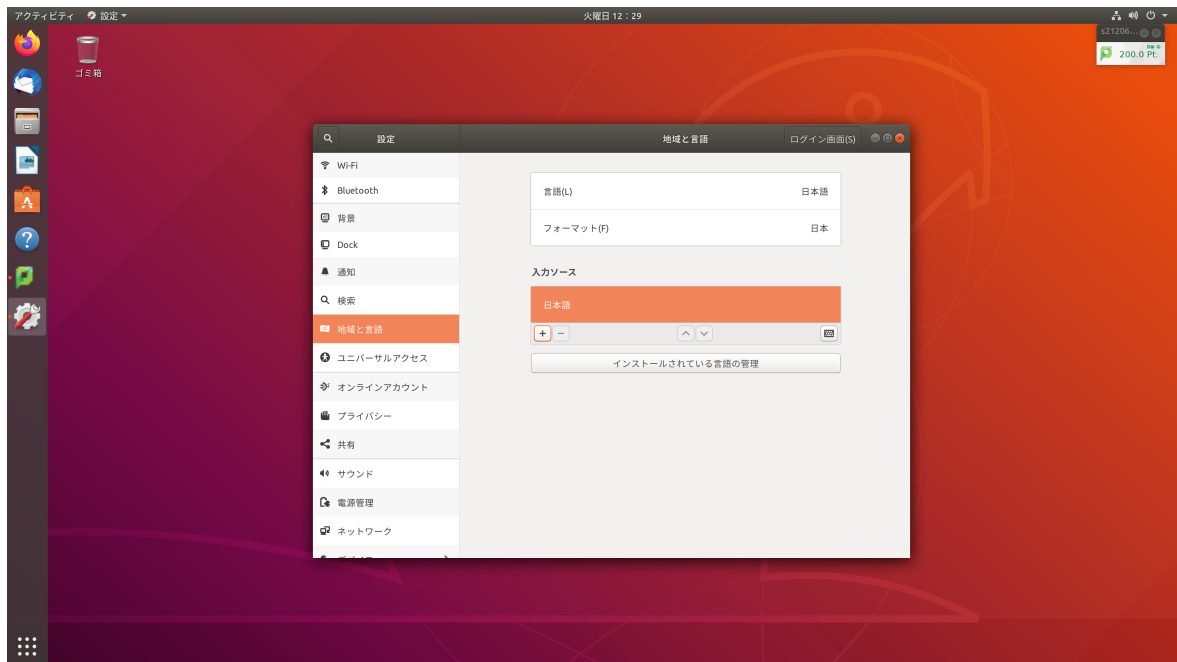 アクティビティ 設定
火曜日 12：29
s21206...
200.0 Pt.
ゴミ箱
設定
地域と言語
ログイン画面(S)
Wi-Fi
Bluetooth
背景
Dock
通知
検索
地域と言語
ユニバーサルアクセス
オンラインアカウント
プライバシー
共有
サウンド
電源管理
ネットワーク
言語(L) 日本語
フォーマット(F) 日本
入力ソース
日本語
インストールされている言語の管理